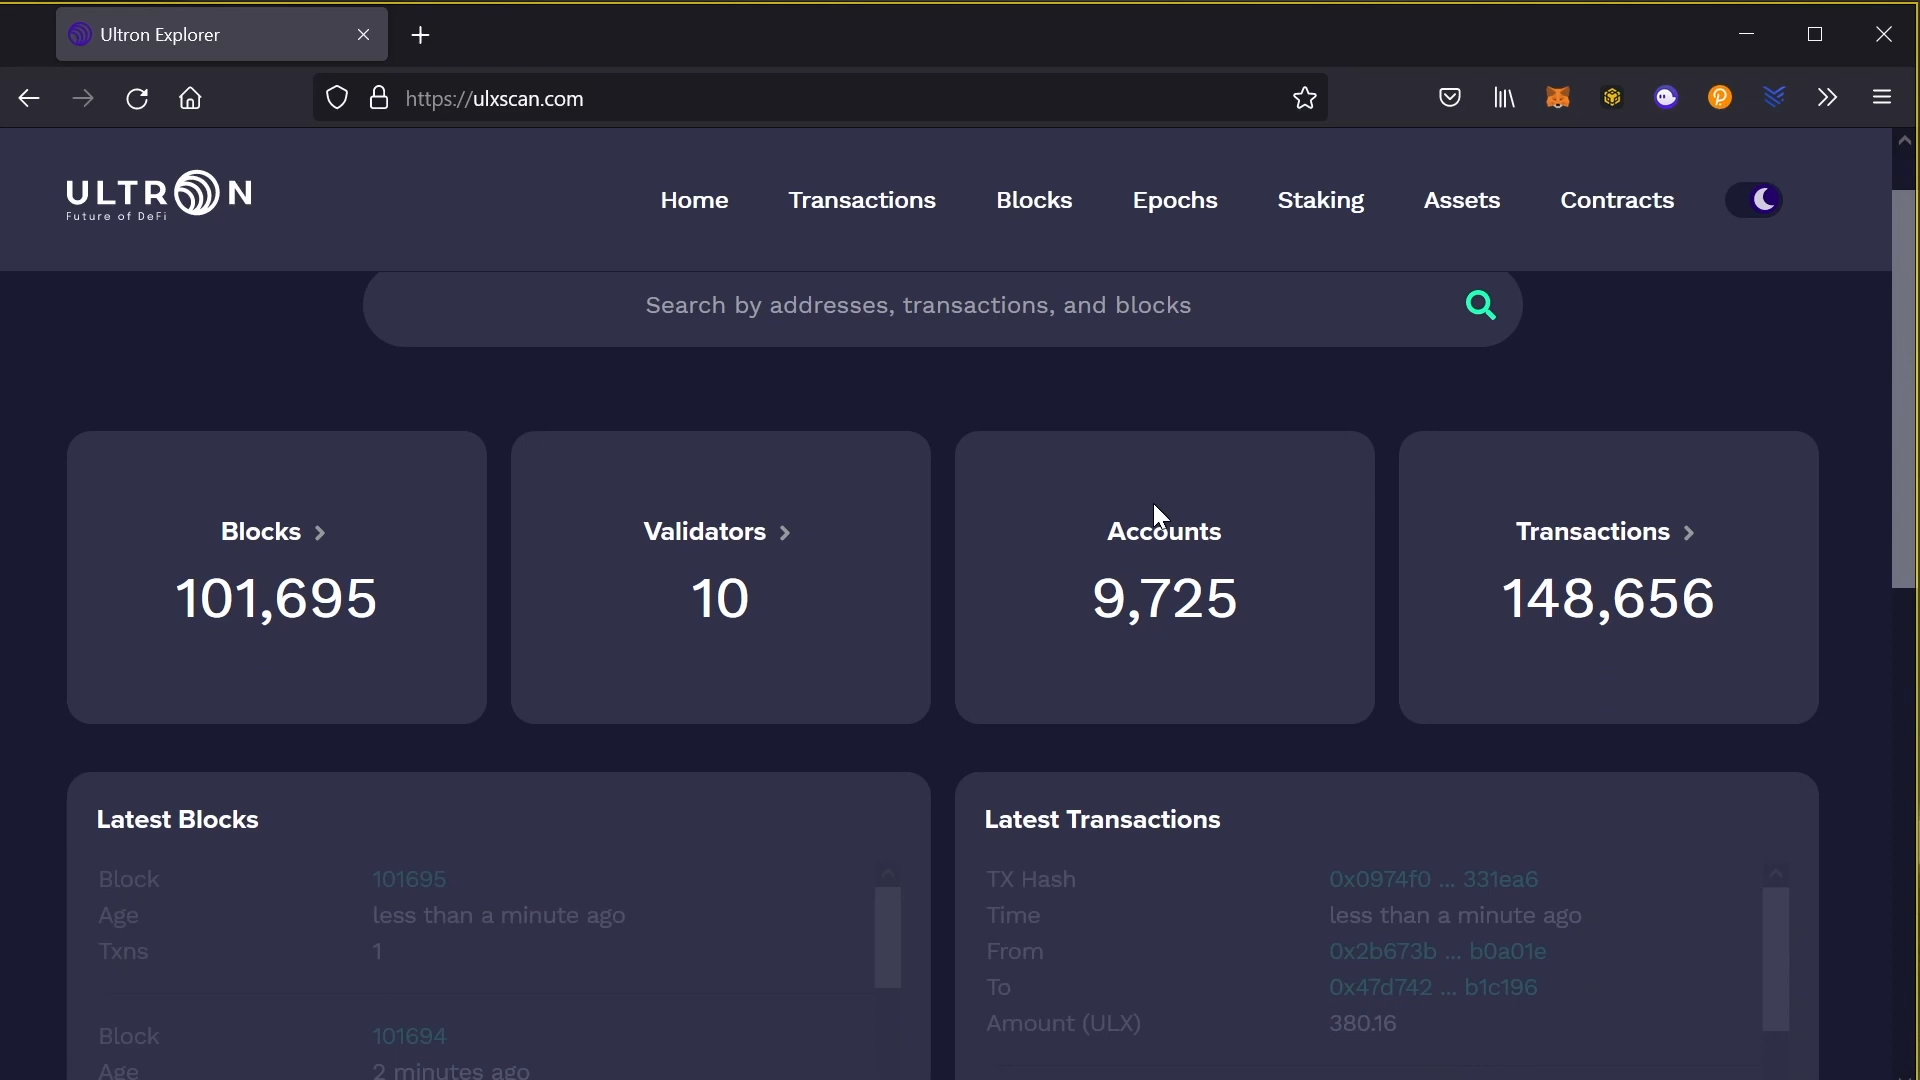 Ultron Explorer
https://ulxscan.com
ULTRON
Future of DeFi
Home Transactions Blocks Epochs Staking Assets Contracts
Search by addresses, transactions, and blocks
Blocks
101,695
Validators
10
Accounts
9,725
Transactions
148,656
Latest Blocks
Block 101695
Age less than a minute ago
Txns 1
Block 101694
Age 2 minutes ago
Latest Transactions
TX Hash 0x0974f0 ... 331ea6
Time less than a minute ago
From 0x2b673b ... b0a01e
To 0x47d742 ... b1c196
Amount (ULX) 380.16